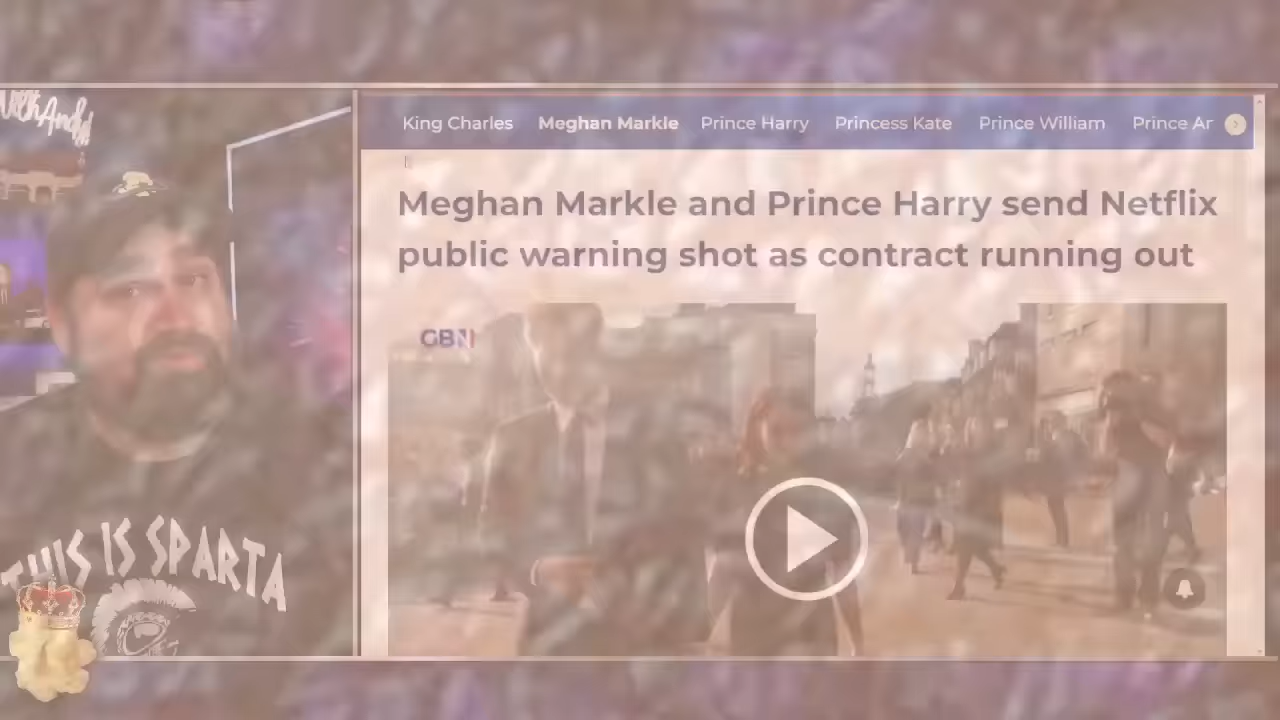 King Charles Meghan Markle Prince Harry Princess Kate Prince William Prince Ar
Meghan Markle and Prince Harry send Netflix
public warning shot as contract running out
GBN
THIS IS SPARTA